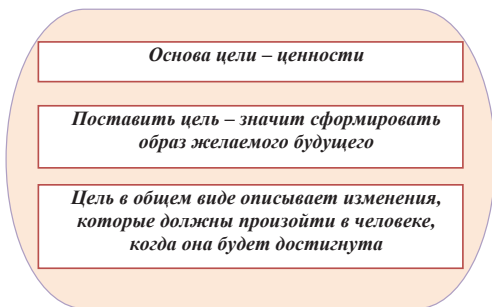 Основа цели – ценности
Поставить цель – значит сформировать
образ желаемого будущего
Цель в общем виде описывает изменения,
которые должны произойти в человеке,
когда она будет достигнута